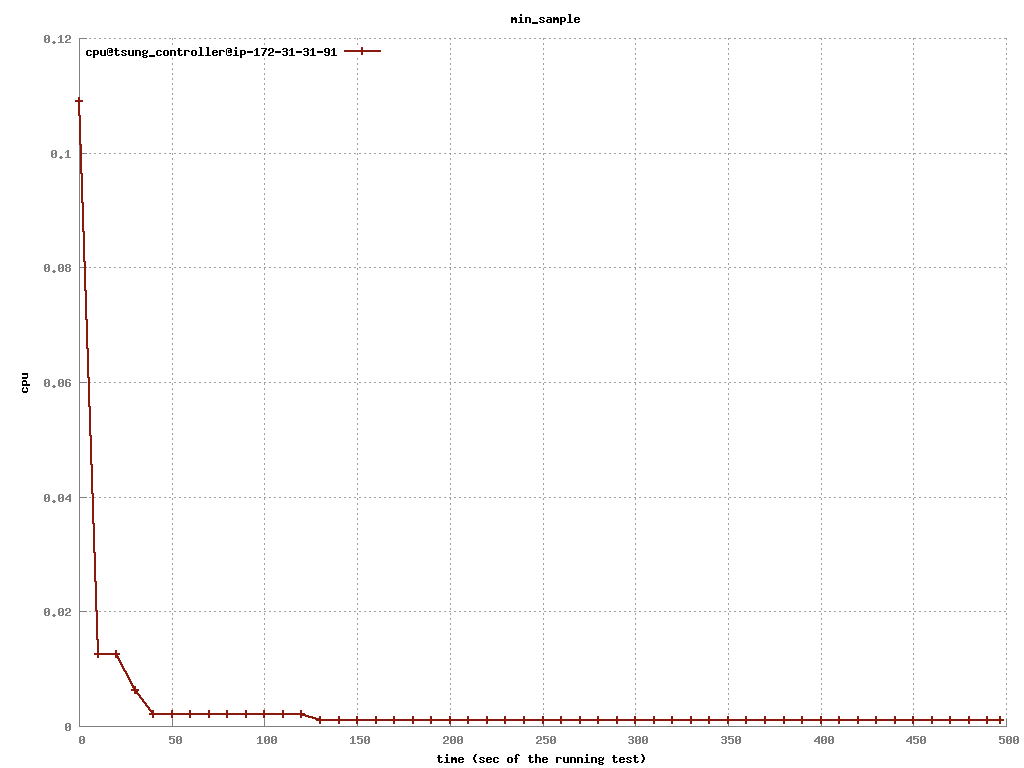 min_sample
cpu@tsung_controller@ip-172-31-31-91
0.12
0.1
0.08
0.06
0.04
0.02
0
cpu
0 50 100 150 200 250 300 350 400 450 500
time (sec of the running test)